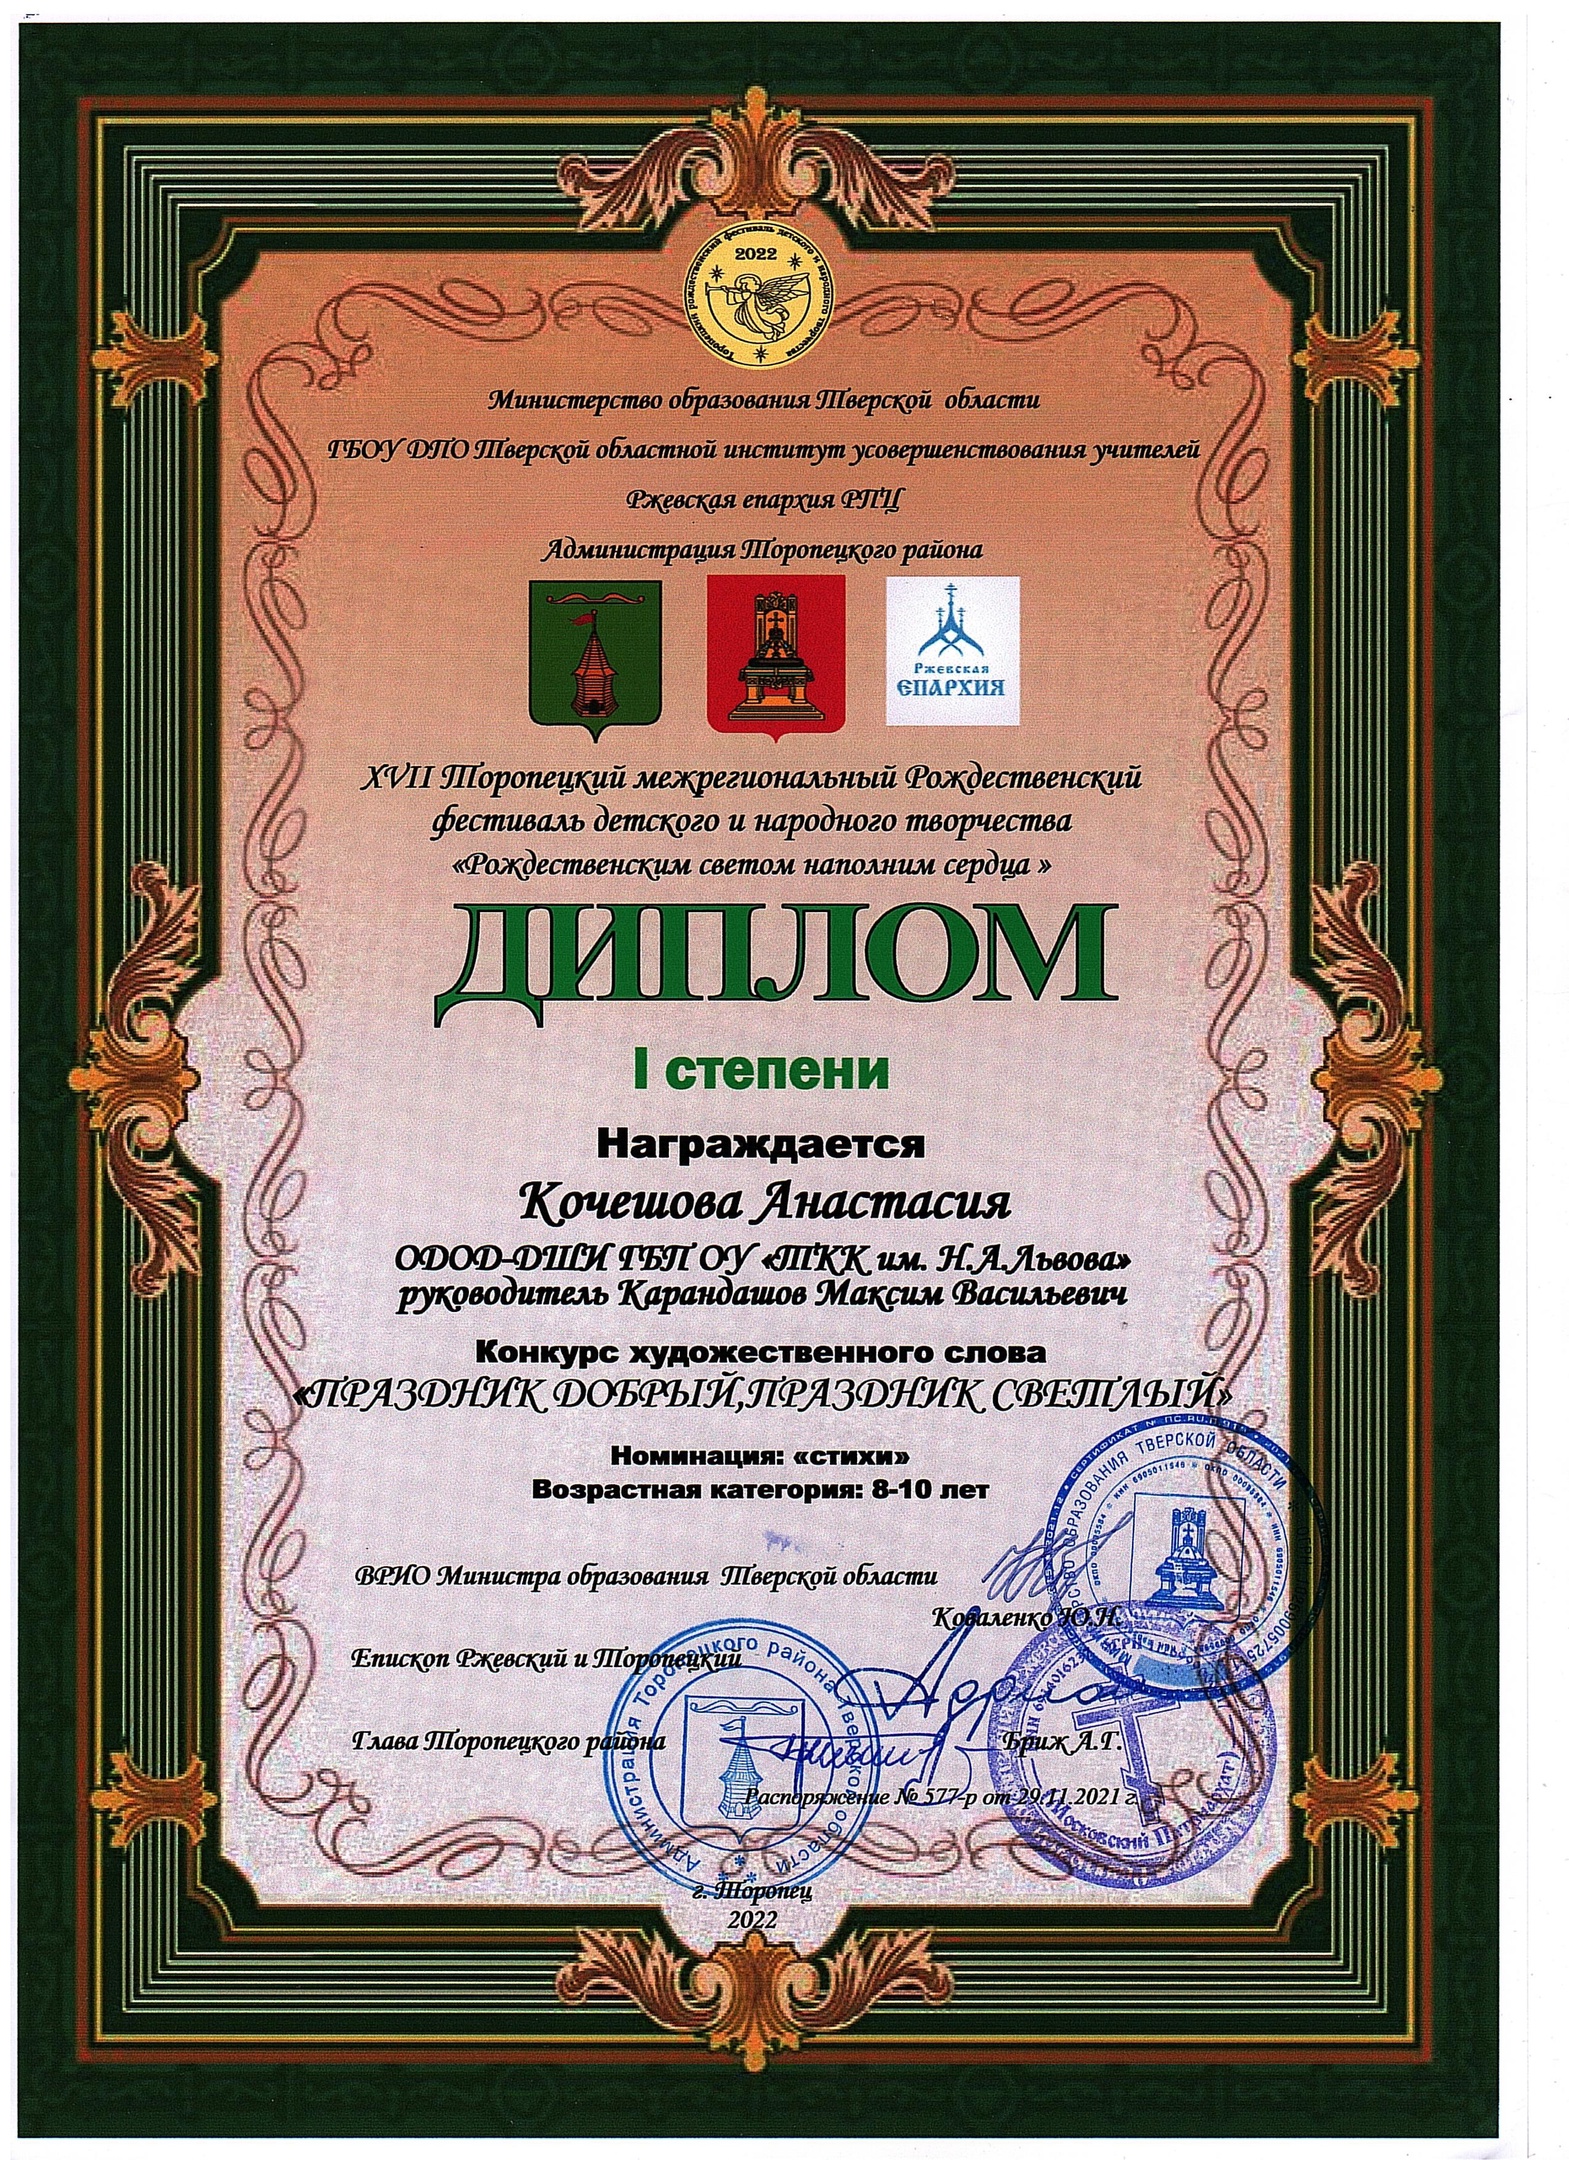 Торопецкий рождественский фестиваль детского и народного творчества
2022
Министерство образования Тверской области
ГБОУ ДПО Тверской областной институт усовершенствования учителей
Ржевская епархия РПЦ
Администрация Торопецкого района
Ржевская
ЕПАРХИЯ
XVII Торопецкий межрегиональный Рождественский
фестиваль детского и народного творчества
«Рождественским светом наполним сердца »
ДИПЛОМ
I степени
Награждается
Кочешова Анастасия
ОДОД-ДШИ ГБП ОУ «ТКК им. Н.А.Львова»
руководитель Карандашов Максим Васильевич
Конкурс художественного слова
«ПРАЗДНИК ДОБРЫЙ,ПРАЗДНИК СВЕТЛЫЙ»
Номинация: «стихи»
Возрастная категория: 8-10 лет
ВРИО Министра образования Тверской области
Коваленко Ю.Н.
Епископ Ржевский и Торопецкий
Глава Торопецкого района
Бриж А.Г.
Распоряжение № 577-р от 29.11.2021 г.
г. Торопец
2022
ОБРАЗОВАНИЯ ТВЕРСКОЙ ОБЛАСТИ
Администрация Торопецкого района Тверской области
(Московский Патриархат)